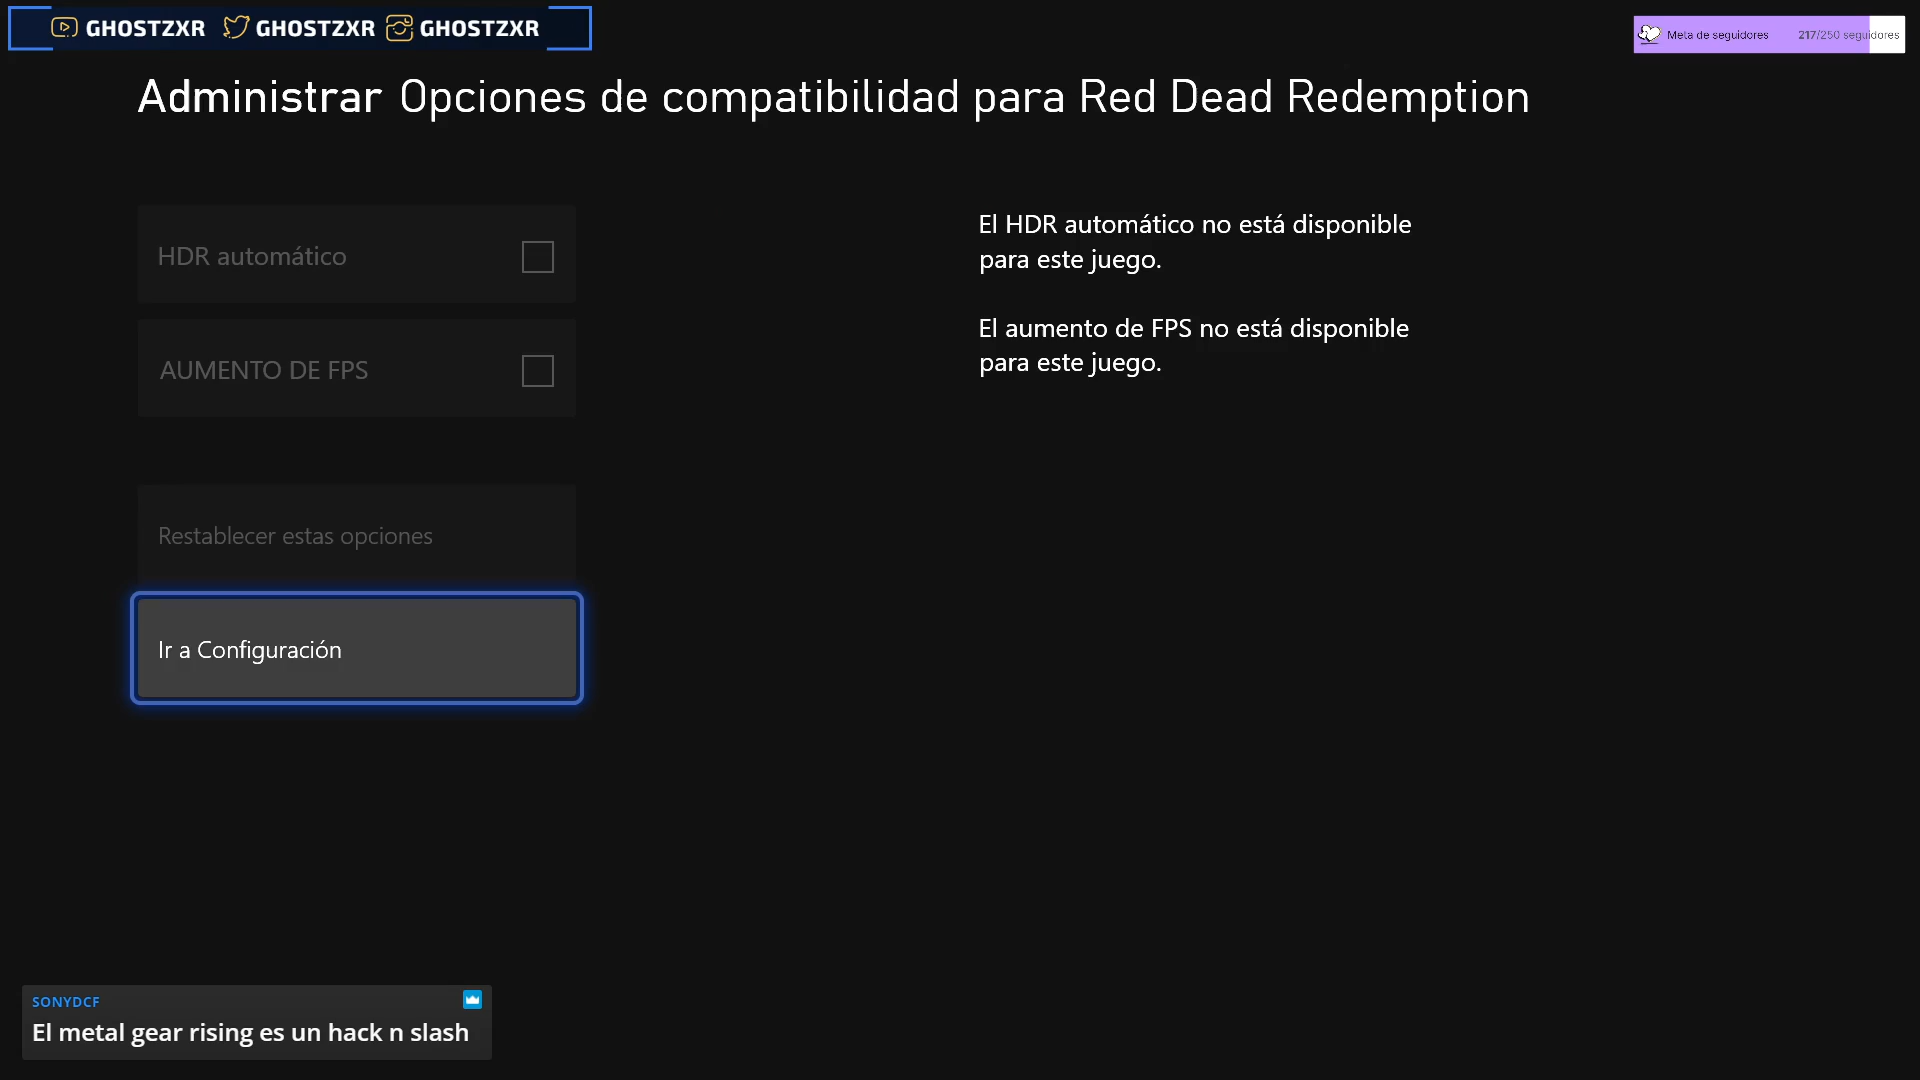 GHOSTZXR GHOSTZXR GHOSTZXR
Meta de seguidores 217/250 seguidores
Administrar Opciones de compatibilidad para Red Dead Redemption
HDR automático
AUMENTO DE FPS
Restablecer estas opciones
Ir a Configuración
El HDR automático no está disponible
para este juego.
El aumento de FPS no está disponible
para este juego.
SONYDCF
El metal gear rising es un hack n slash